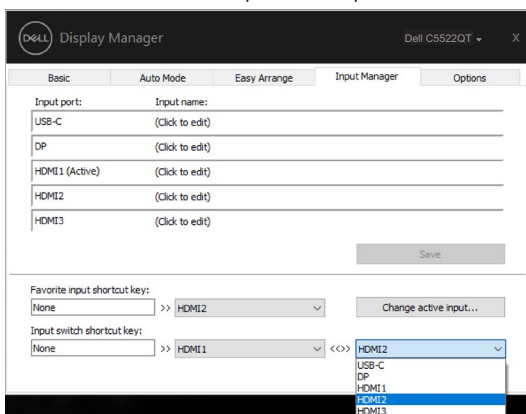 DELL Display Manager Dell C5522QT X
Basic Auto Mode Easy Arrange Input Manager Options
Input port: Input name:
USB-C (Click to edit)
DP (Click to edit)
HDMI1 (Active) (Click to edit)
HDMI2 (Click to edit)
HDMI3 (Click to edit)
Save
Favorite input shortcut key:
None >> HDMI2 Change active input...
Input switch shortcut key:
None >> HDMI1 <<>> HDMI2
USB-C
DP
HDMI1
HDMI2
HDMI3